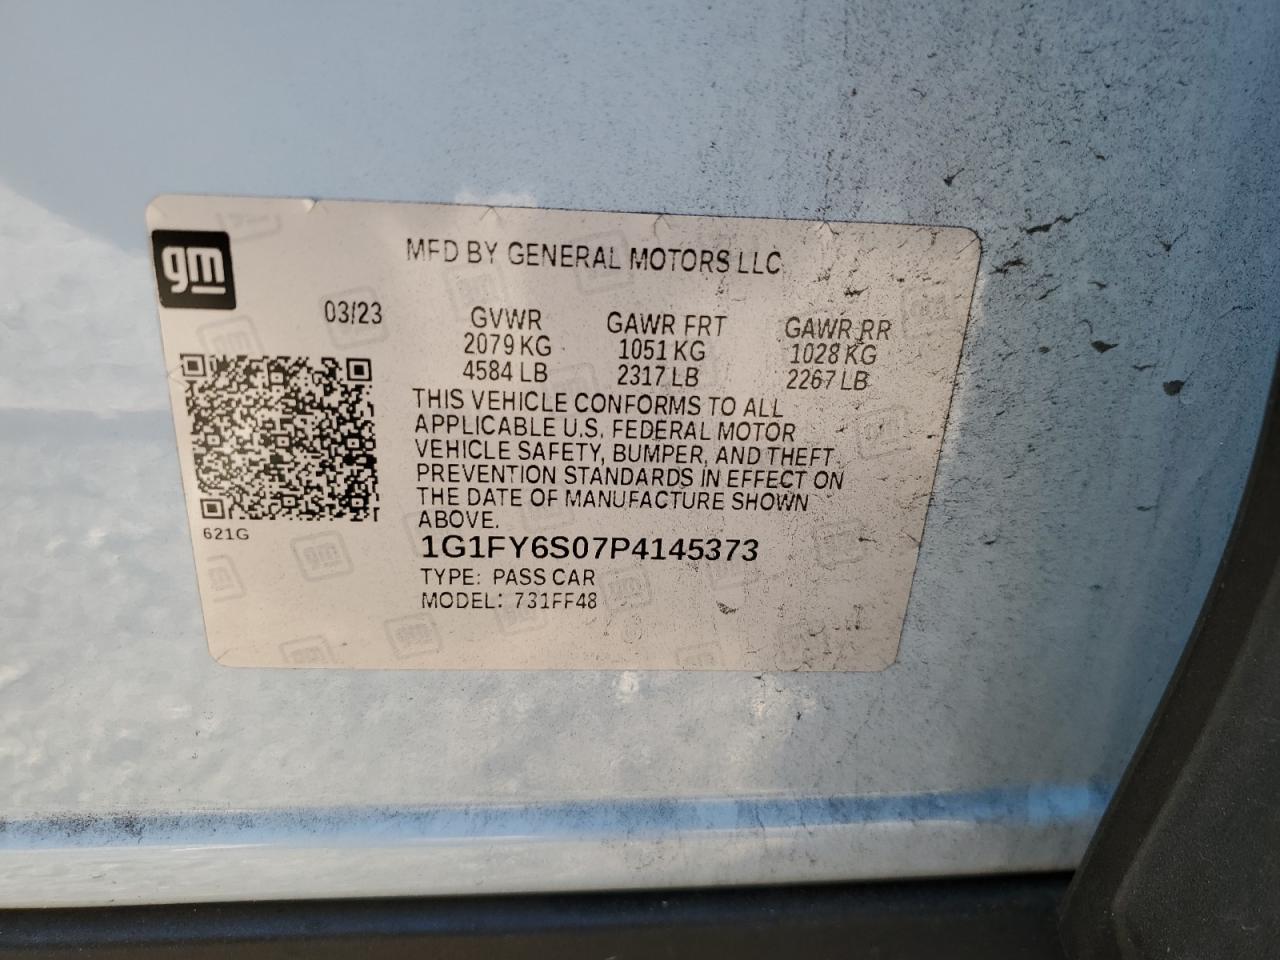 gm
MFD BY GENERAL MOTORS LLC
03/23
GVWR GAWR FRT GAWR RR
2079 KG 1051 KG 1028 KG
4584 LB 2317 LB 2267 LB
THIS VEHICLE CONFORMS TO ALL
APPLICABLE U.S. FEDERAL MOTOR
VEHICLE SAFETY, BUMPER, AND THEFT
PREVENTION STANDARDS IN EFFECT ON
THE DATE OF MANUFACTURE SHOWN
ABOVE.
621G
1G1FY6S07P4145373
TYPE: PASS CAR
MODEL: 731FF48